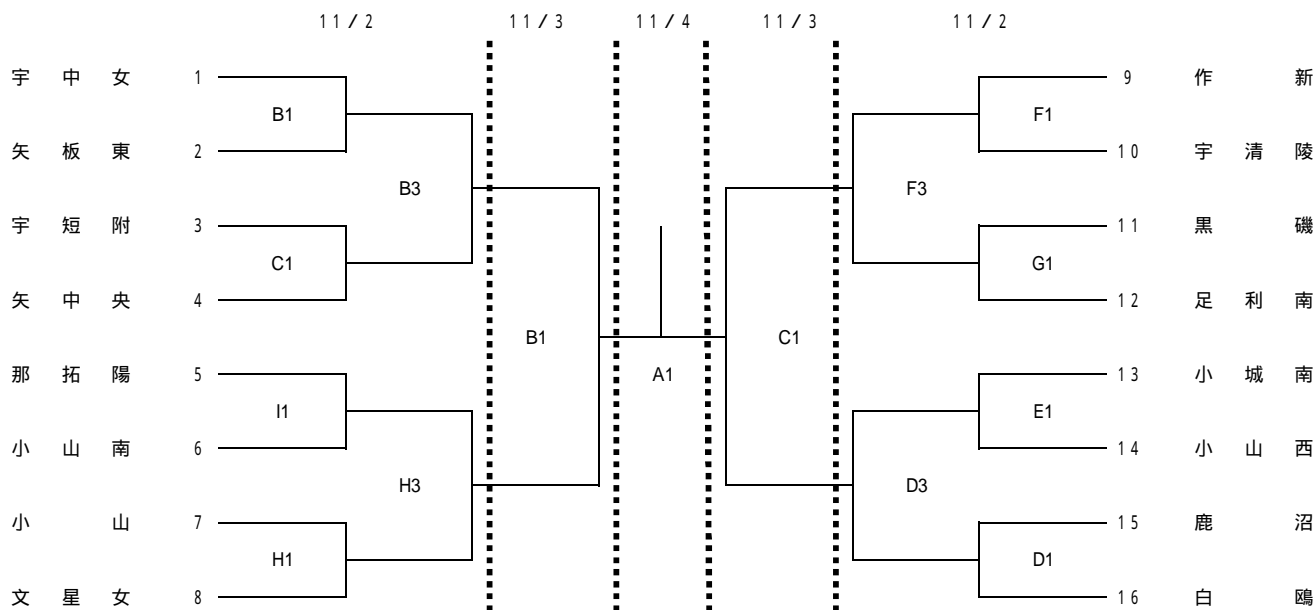 11/2 11/3 11/4 11/3 11/2
宇中女 1 9 作新
B1 F1
矢板東 2 10 宇清陵
B3 F3
宇短附 3 11 黒磯
C1 G1
矢中央 4 12 足利南
B1 C1
那拓陽 5 A1 13 小城南
I1 E1
小山南 6 14 小山西
H3 D3
小山 7 15 鹿沼
H1 D1
文星女 8 16 白鴎